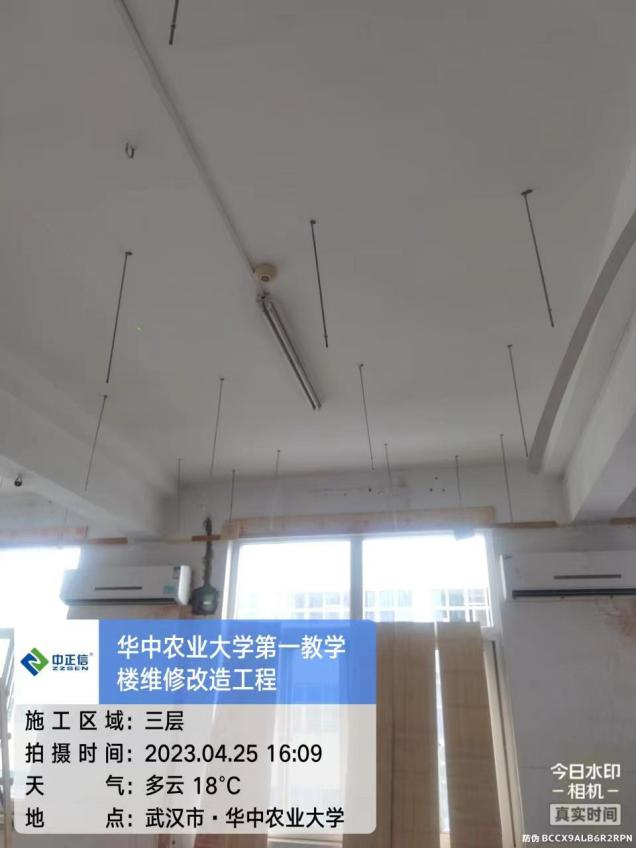 中正信
ZZSEN
华中农业大学第一教学
楼维修改造工程
施工区域：三层
拍摄时间：2023.04.25 16:09
天气：多云 18℃
地点：武汉市·华中农业大学
今日水印
相机
真实时间
防伪 BCCX9ALB6R2RPN